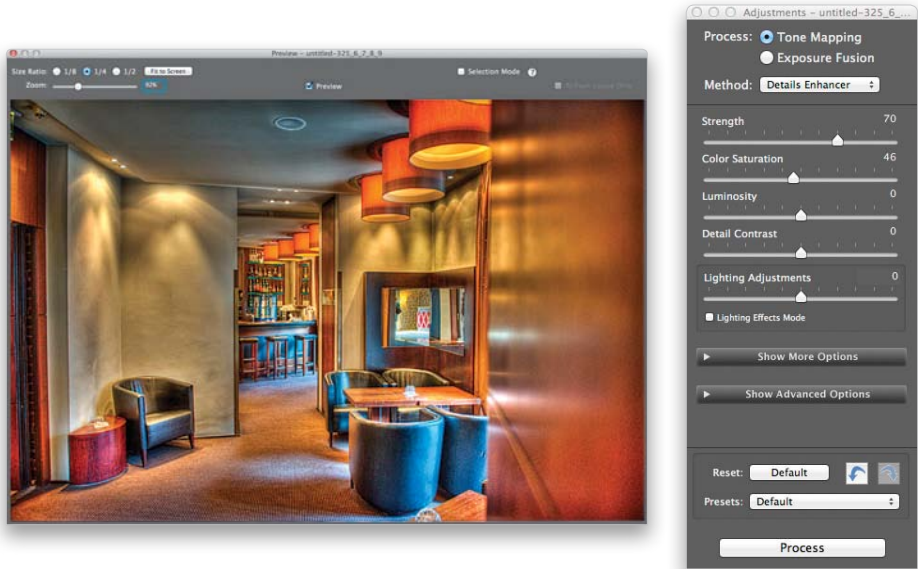 Preview - untitled-325_6_7_8_9
Size Ratio: 1/8 1/4 1/2 Fit to Screen
Selection Mode ?
Zoom: 92%
Preview
Adjustments - untitled-325_6_...
Process: Tone Mapping
Exposure Fusion
Method: Details Enhancer
Strength 70
Color Saturation 46
Luminosity 0
Detail Contrast 0
Lighting Adjustments 0
Lighting Effects Mode
Show More Options
Show Advanced Options
Reset: Default
Presets: Default
Process